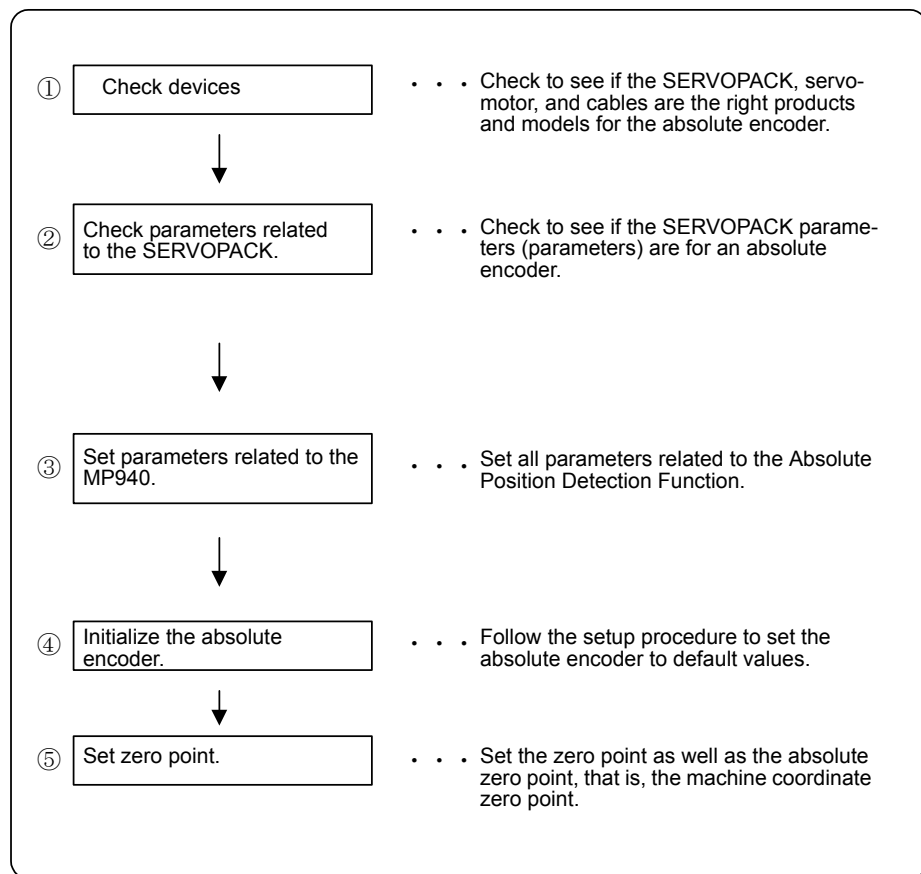 ① Check devices · · · Check to see if the SERVOPACK, servo-
motor, and cables are the right products
and models for the absolute encoder.
② Check parameters related
to the SERVOPACK.
· · · Check to see if the SERVOPACK parame-
ters (parameters) are for an absolute
encoder.
③ Set parameters related to the
MP940.
· · · Set all parameters related to the Absolute
Position Detection Function.
④ Initialize the absolute
encoder.
· · · Follow the setup procedure to set the
absolute encoder to default values.
⑤ Set zero point.
· · · Set the zero point as well as the absolute
zero point, that is, the machine coordinate
zero point.